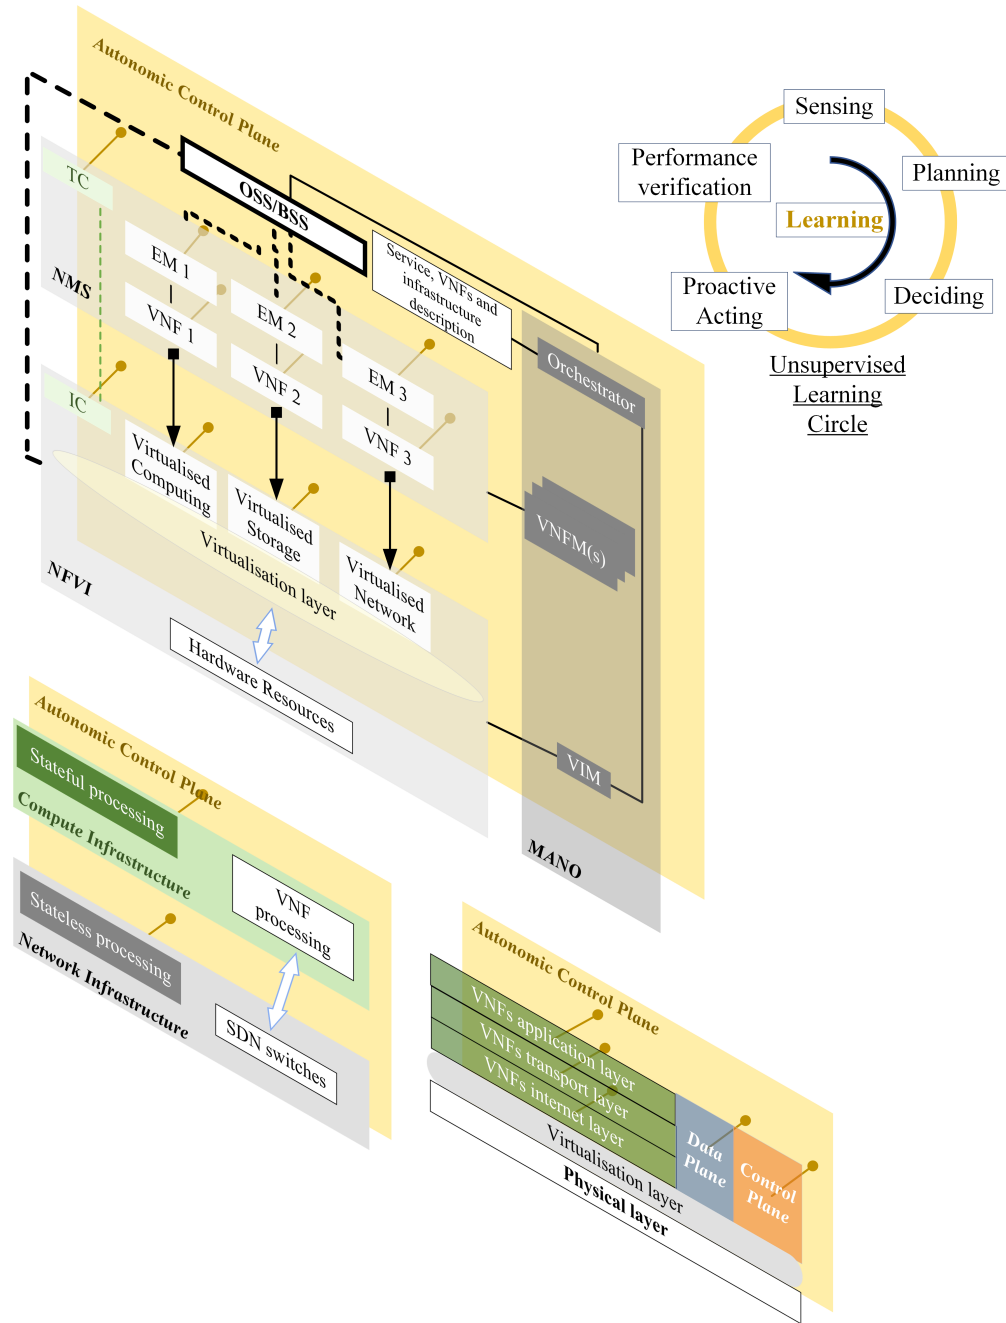 Autonomic Control Plane
TC
OSS/BSS
NMS
EM 1
VNF 1
EM 2
VNF 2
EM 3
VNF 3
Service, VNFs and
infrastructure
description
Orchestrator
IC
Virtualised
Computing
Virtualised
Storage
Virtualised
Network
Virtualisation layer
NFVI
Hardware Resources
VNFM(s)
VIM
MANO
Sensing
Performance
verification
Planning
Learning
Proactive
Acting
Deciding
Unsupervised
Learning
Circle
Autonomic Control Plane
Stateful processing
Compute Infrastructure
VNF
processing
Stateless processing
Network Infrastructure
SDN switches
Autonomic Control Plane
VNFs application layer
VNFs transport layer
VNFs internet layer
Data
Plane
Control
Plane
Virtualisation layer
Physical layer